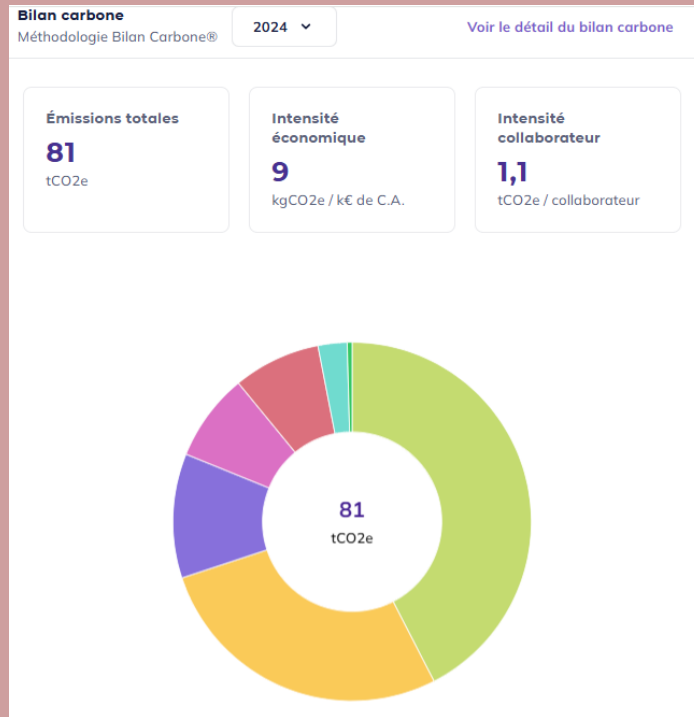 Bilan carbone
Méthodologie Bilan Carbone®
2024
Voir le détail du bilan carbone
Émissions totales
81
tCO2e
Intensité
économique
9
kgCO2e / k€ de C.A.
Intensité
collaborateur
1,1
tCO2e / collaborateur
81
tCO2e